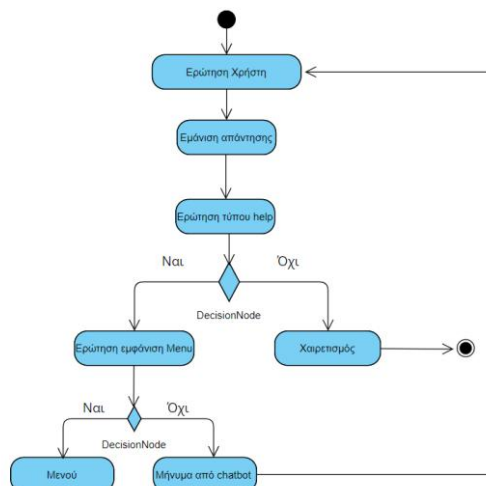 Ερώτηση Χρήστη
Εμάνιση απάντησης
Ερώτηση τύπου help
Ναι
Όχι
DecisionNode
Ερώτηση εμφάνιση Menu
Χαιρετισμός
Ναι
Όχι
DecisionNode
Μενού
Μήνυμα από chatbot